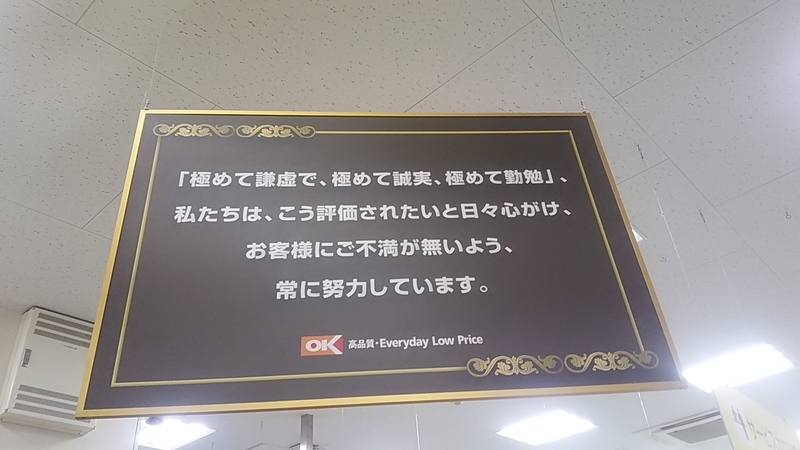 「極めて謙虚で、極めて誠実、極めて勤勉」、
私たちは、こう評価されたいと日々心がけ、
お客様にご不満が無いよう、
常に努力しています。
OK 高品質・Everyday Low Price